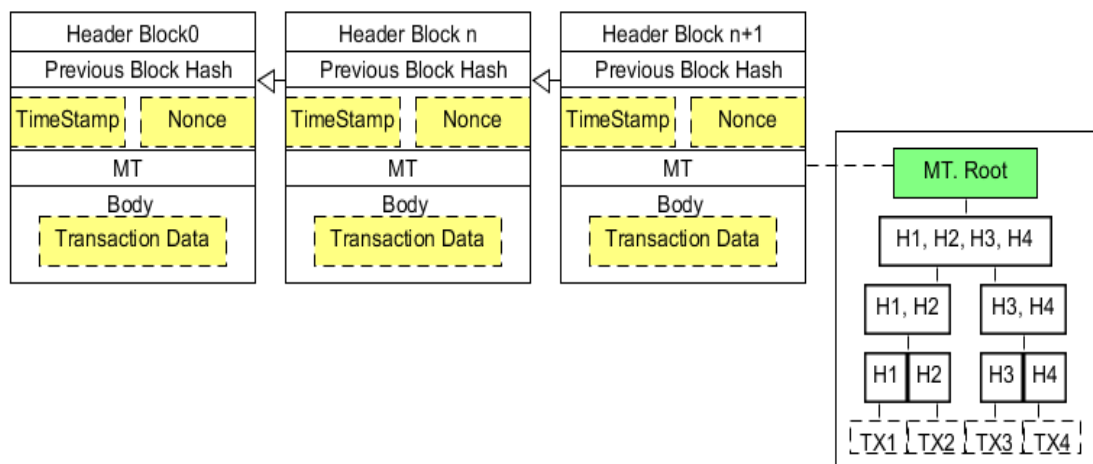 Header Block0
Previous Block Hash
TimeStamp
Nonce
MT
Body
Transaction Data
Header Block n
Previous Block Hash
TimeStamp
Nonce
MT
Body
Transaction Data
Header Block n+1
Previous Block Hash
TimeStamp
Nonce
MT
Body
Transaction Data
MT. Root
H1, H2, H3, H4
H1, H2
H3, H4
H1
H2
H3
H4
TX1
TX2
TX3
TX4